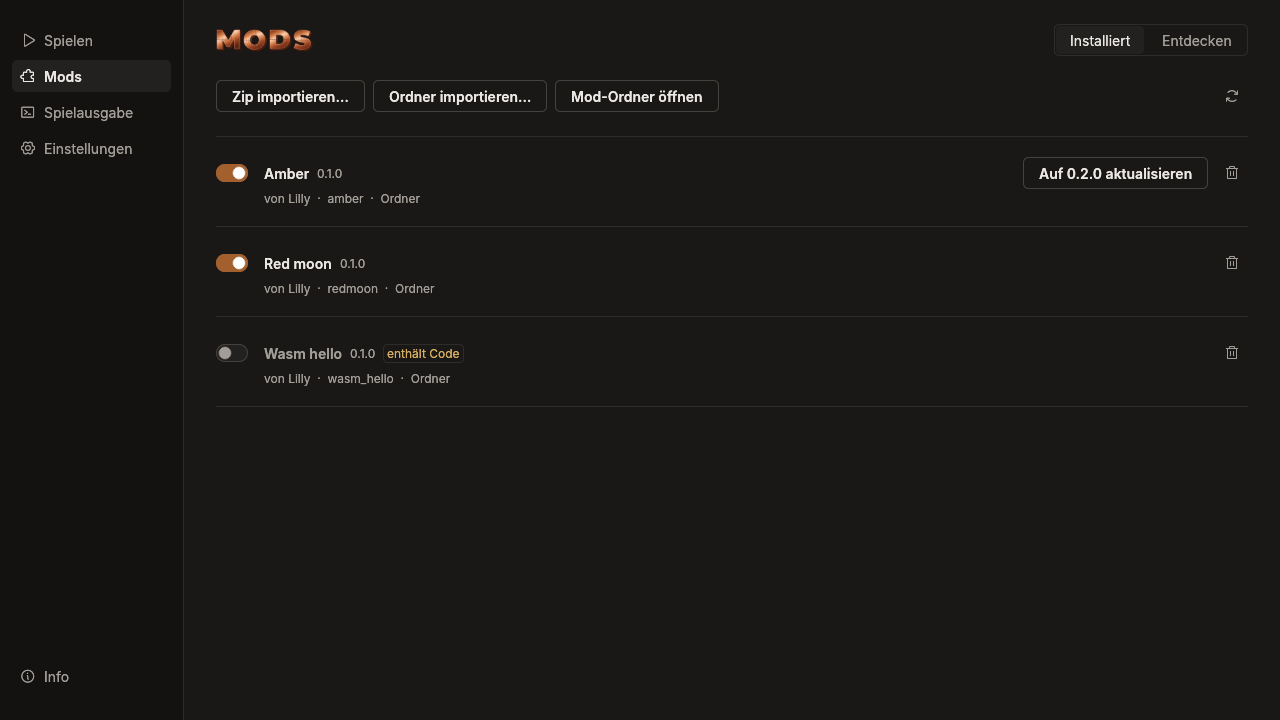 Spielen
Mods
Spielausgabe
Einstellungen
Info
MODS
Installiert Entdecken
Zip importieren... Ordner importieren... Mod-Ordner öffnen
Amber 0.1.0 Auf 0.2.0 aktualisieren
von Lilly · amber · Ordner
Red moon 0.1.0
von Lilly · redmoon · Ordner
Wasm hello 0.1.0 enthält Code
von Lilly · wasm_hello · Ordner